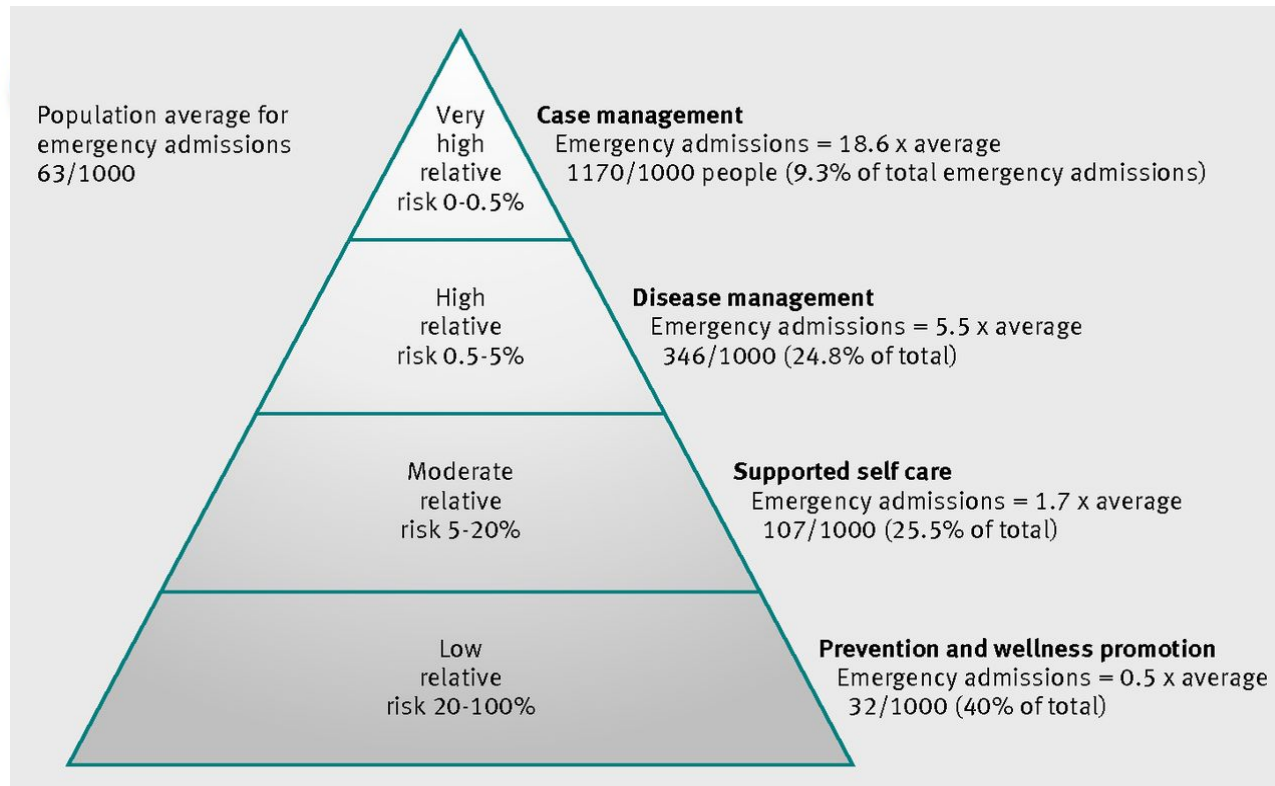 Population average for
emergency admissions
63/1000
Very
high
relative
risk 0-0.5%
Case management
Emergency admissions = 18.6 x average
1170/1000 people (9.3% of total emergency admissions)
High
relative
risk 0.5-5%
Disease management
Emergency admissions = 5.5 x average
346/1000 (24.8% of total)
Moderate
relative
risk 5-20%
Supported self care
Emergency admissions = 1.7 x average
107/1000 (25.5% of total)
Low
relative
risk 20-100%
Prevention and wellness promotion
Emergency admissions = 0.5 x average
32/1000 (40% of total)